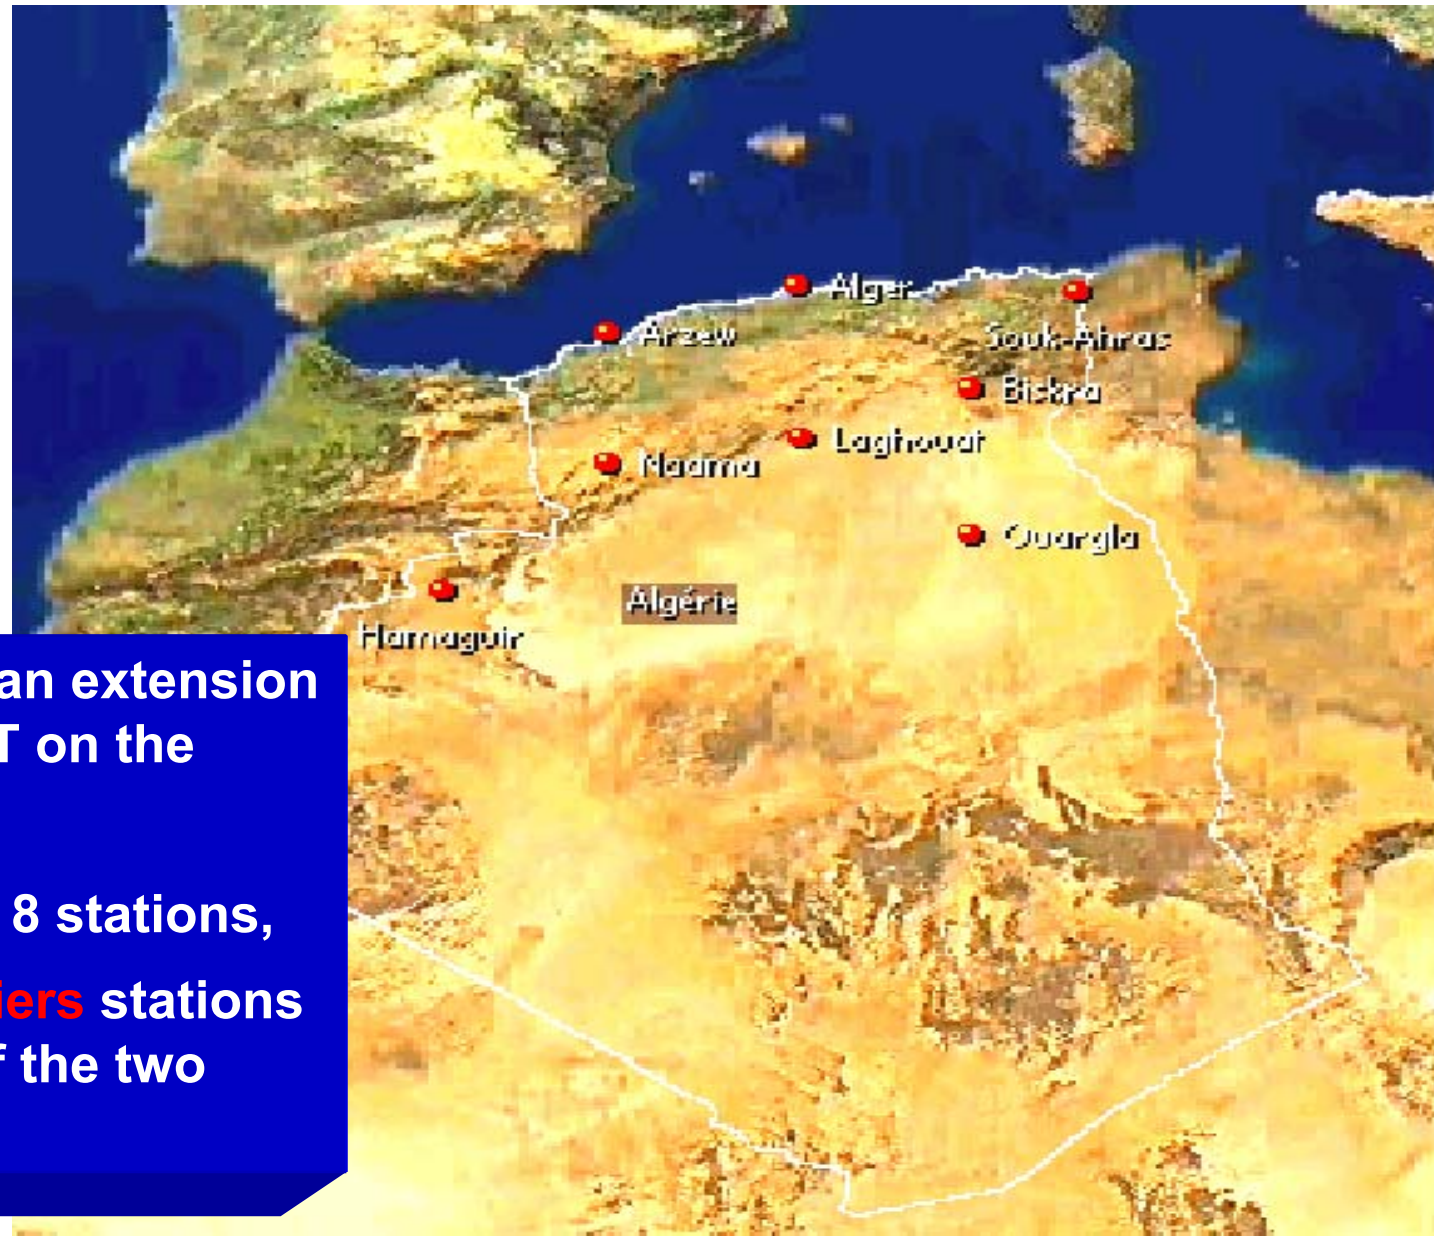 Alger
Arzew
Souk-Ahras
Biskra
Laghouat
Naama
Ouargla
Algérie
Hamaguir
an extension
T on the
8 stations,
iers stations
f the two